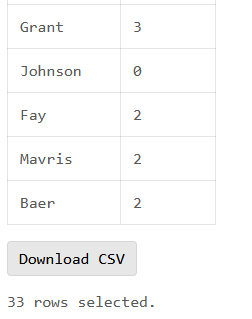 Grant 3
Johnson 0
Fay 2
Mavris 2
Baer 2
Download CSV
33 rows selected.